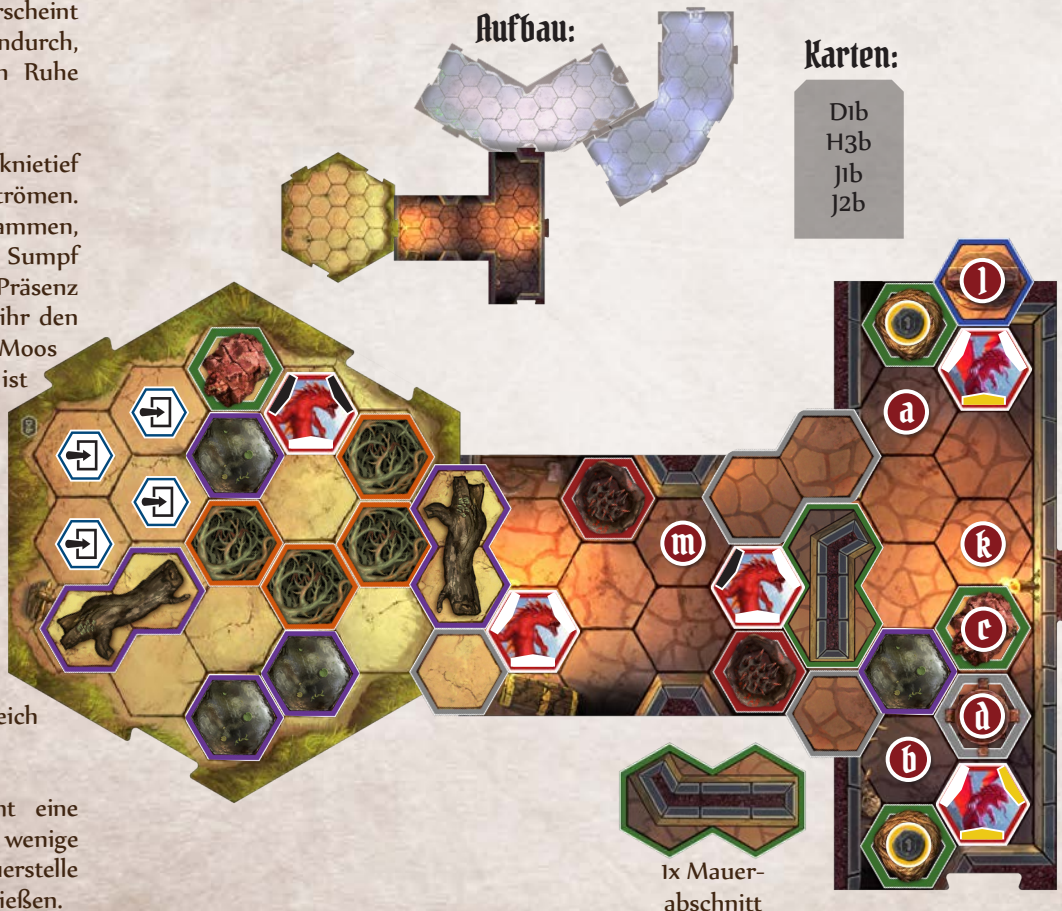 rscheint
ndurch,
n Ruhe
knietief
trömen.
ammen,
Sumpf
Präsenz
ihr den
Moos
ist
eich
nt eine
wenige
uerstelle
ießen.
Aufbau:
Karten:
D1b
H3b
J1b
J2b
l
a
m
k
c
d
b
1x Mauer-
abschnitt